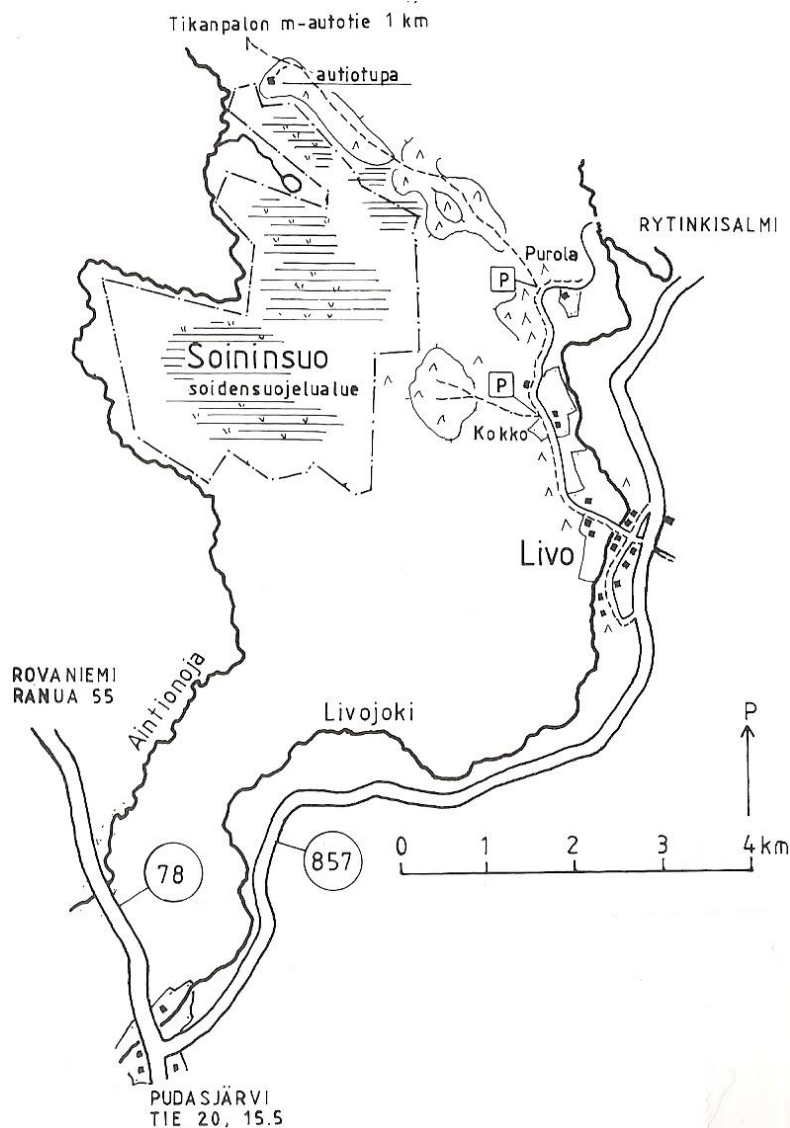 Tikanpalon m-autotie 1 km
autiotupa
RYTINKISALMI
Purola
P
Soininsuo
soidensuojelualue
P
Kokko
Livo
ROVANIEMI
RANUA 55
Aintionoja
Livojoki
P
0 1 2 3 4 km
78
857
PUDASJÄRVI
TIE 20, 15.5